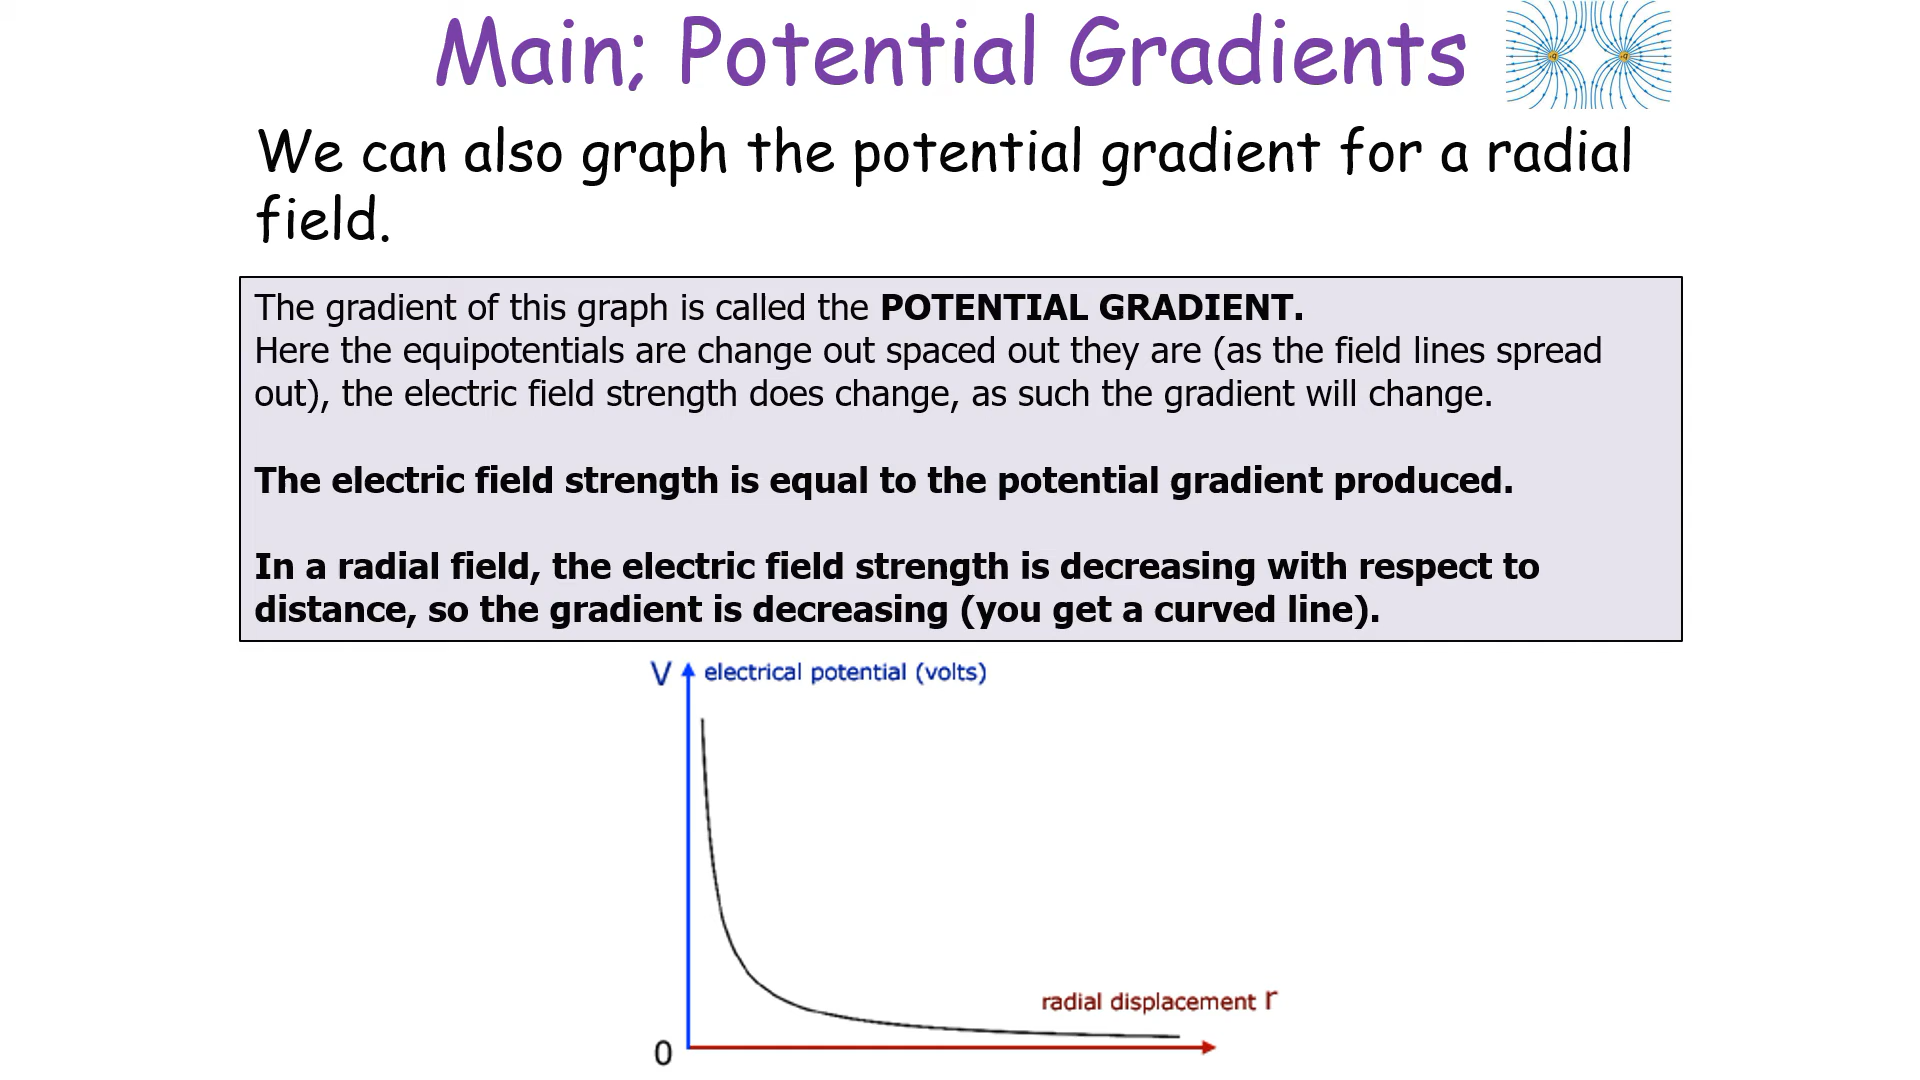 Main; Potential Gradients
We can also graph the potential gradient for a radial
field.
The gradient of this graph is called the POTENTIAL GRADIENT.
Here the equipotentials are change out spaced out they are (as the field lines spread
out), the electric field strength does change, as such the gradient will change.
The electric field strength is equal to the potential gradient produced.
In a radial field, the electric field strength is decreasing with respect to
distance, so the gradient is decreasing (you get a curved line).
V electrical potential (volts)
radial displacement r
0